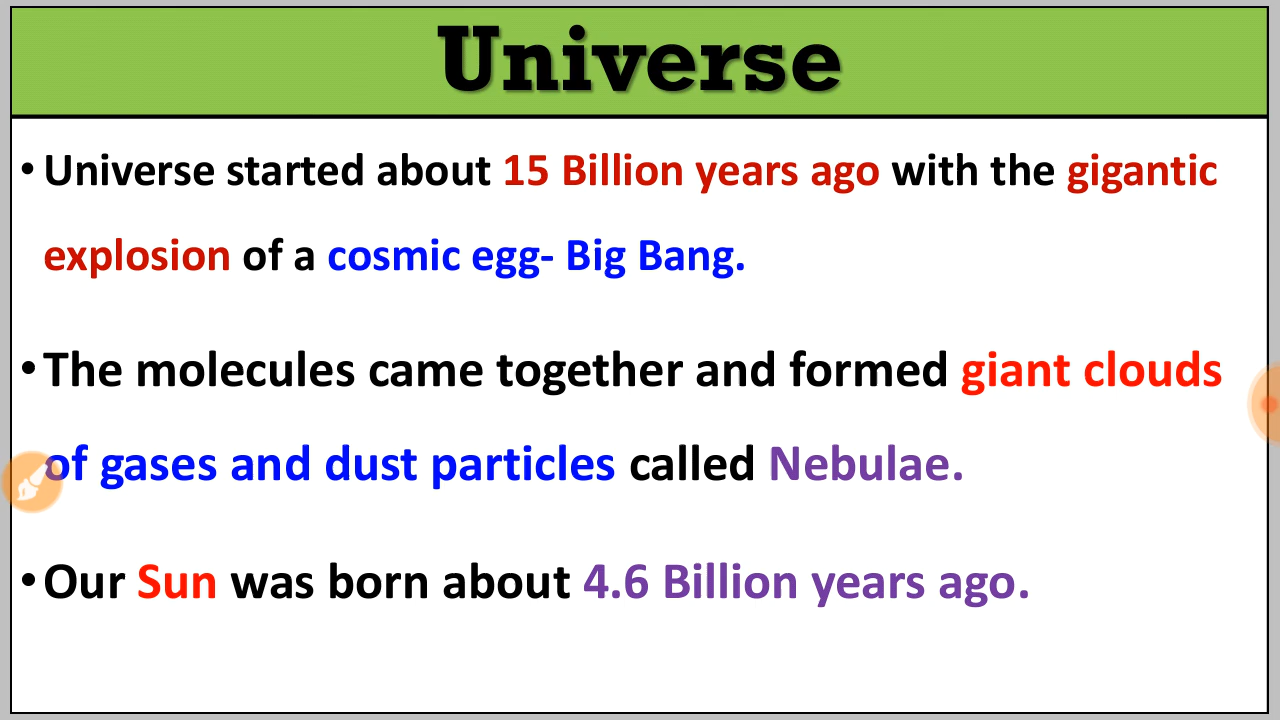 Universe
• Universe started about 15 Billion years ago with the gigantic
explosion of a cosmic egg- Big Bang.
• The molecules came together and formed giant clouds
of gases and dust particles called Nebulae.
• Our Sun was born about 4.6 Billion years ago.